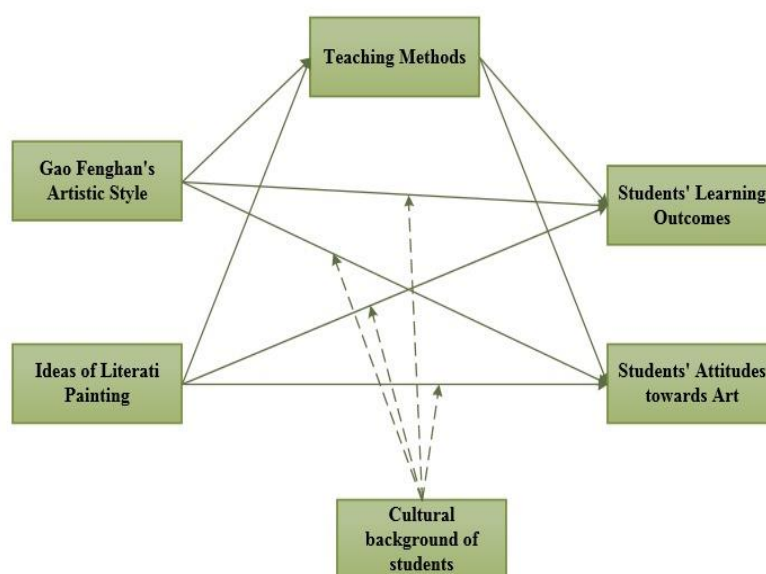 Teaching Methods
Gao Fenghan's
Artistic Style
Students' Learning
Outcomes
Ideas of Literati
Painting
Students' Attitudes
towards Art
Cultural
background of
students